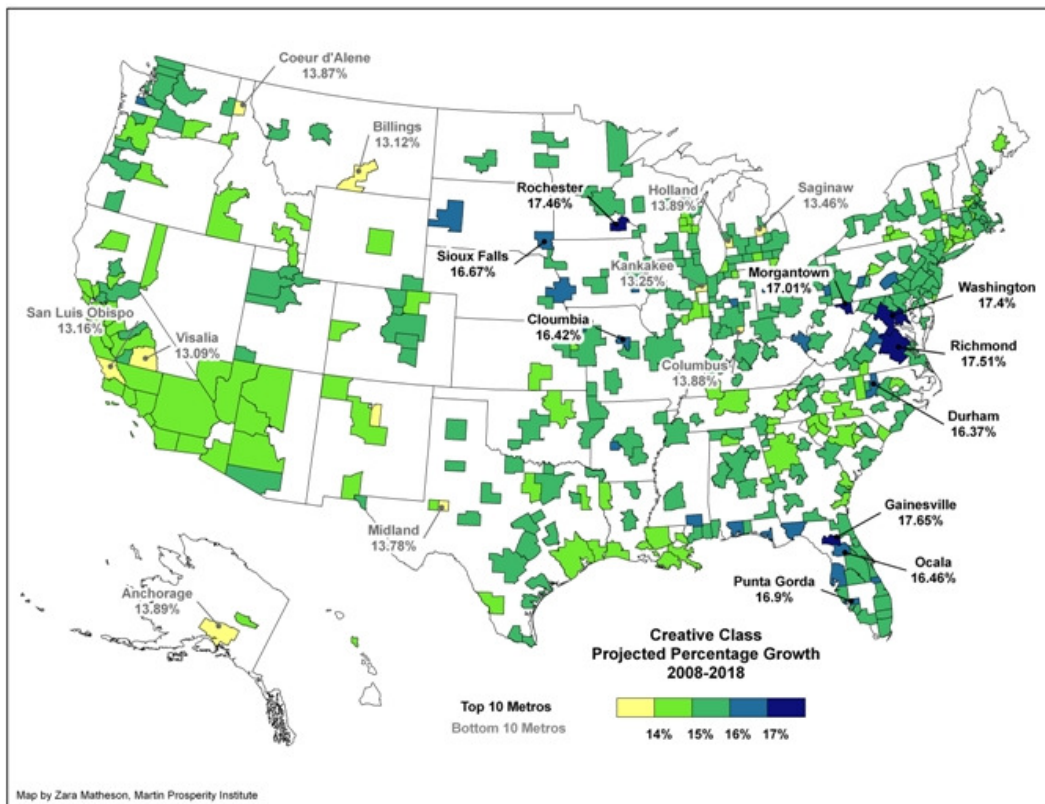 Coeur d'Alene
13.87%
Billings
13.12%
Rochester
17.46%
Holland
13.89%
Saginaw
13.46%
Sioux Falls
16.67%
Kankakee
13.25%
Morgantown
17.01%
Washington
17.4%
San Luis Obispo
13.16%
Visalia
13.09%
Cloumbia
16.42%
Richmond
17.51%
Columbus
13.88%
Durham
16.37%
Midland
13.78%
Gainesville
17.65%
Ocala
16.46%
Punta Gorda
16.9%
Anchorage
13.89%
Creative Class
Projected Percentage Growth
2008-2018
Top 10 Metros
Bottom 10 Metros
14% 15% 16% 17%
Map by Zara Matheson, Martin Prosperity Institute